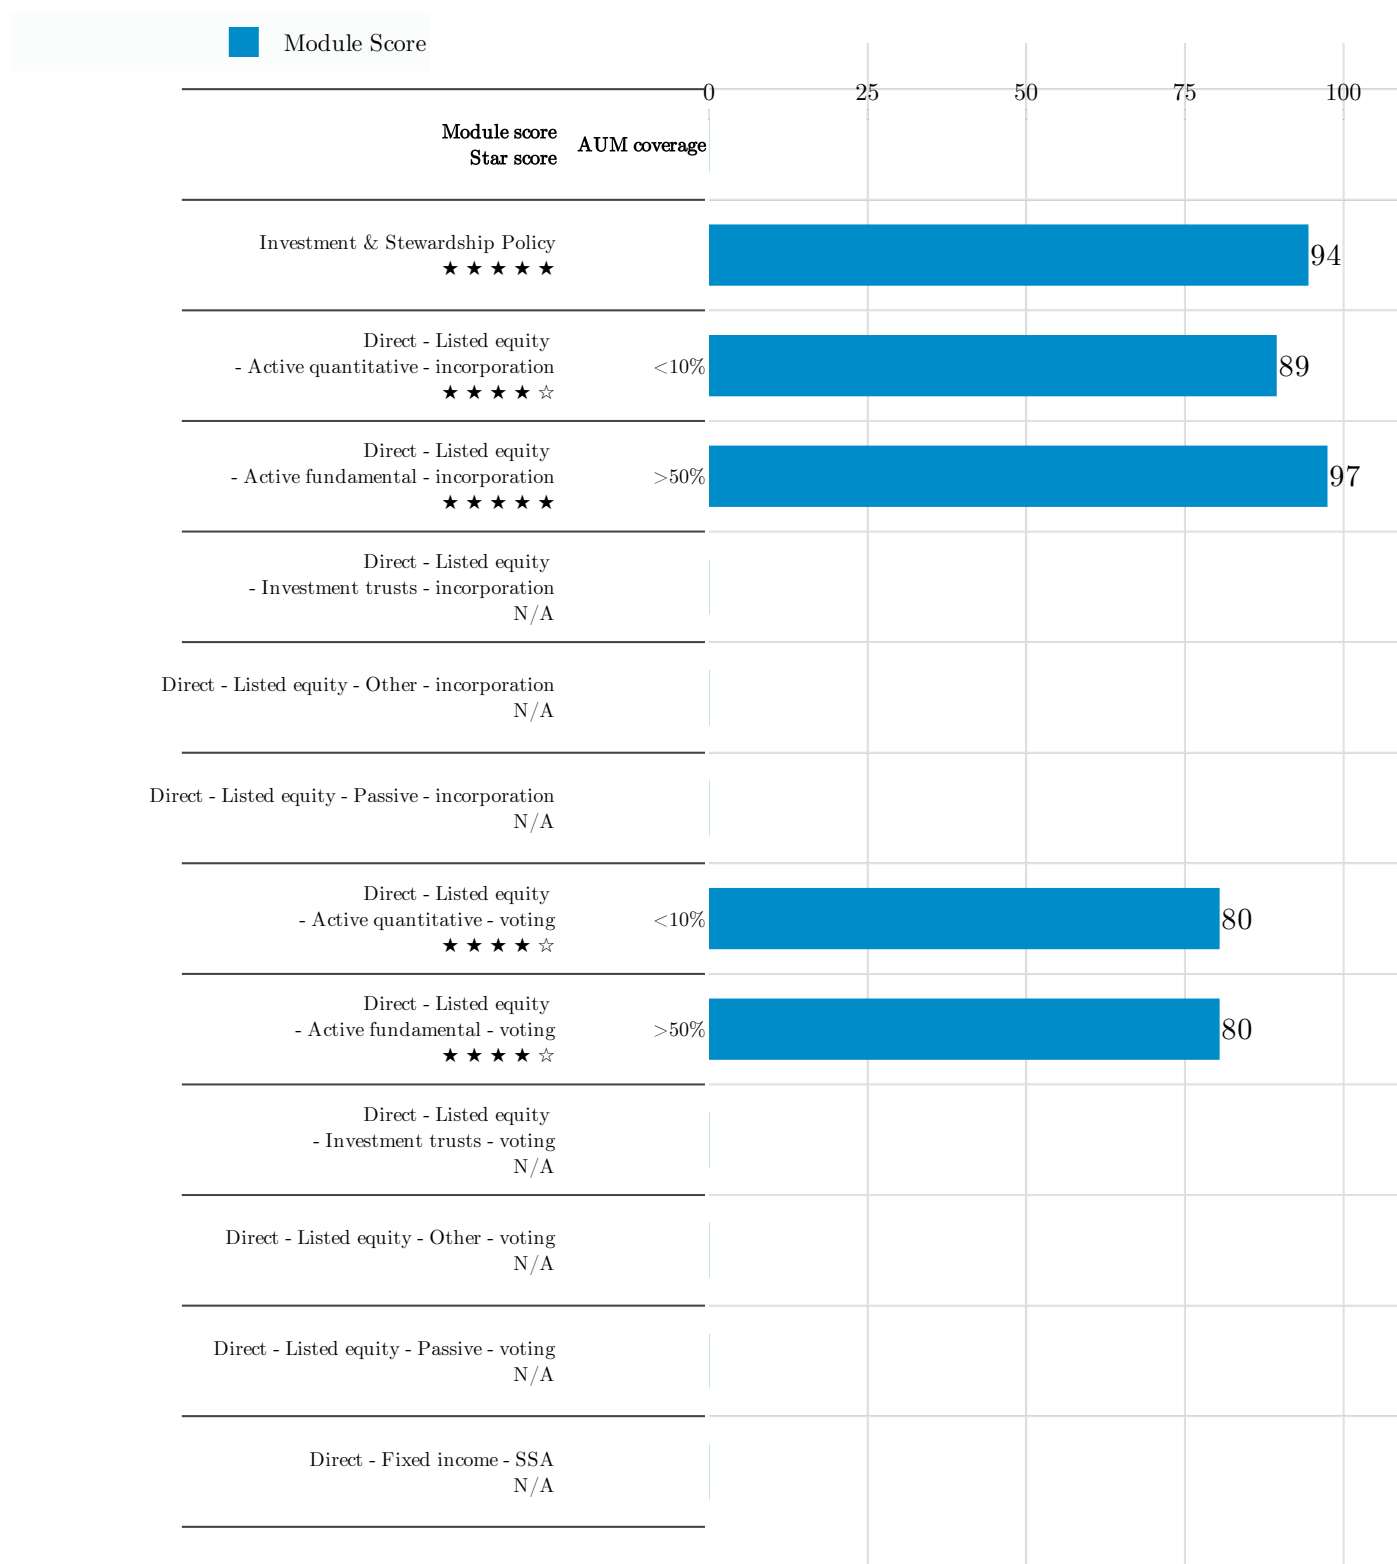 Module Score
0 25 50 75 100
Module score
Star score
AUM coverage
Investment & Stewardship Policy
★ ★ ★ ★ ★
94
Direct - Listed equity
- Active quantitative - incorporation
★ ★ ★ ★ ☆
<10%
89
Direct - Listed equity
- Active fundamental - incorporation
★ ★ ★ ★ ★
>50%
97
Direct - Listed equity
- Investment trusts - incorporation
N/A
Direct - Listed equity - Other - incorporation
N/A
Direct - Listed equity - Passive - incorporation
N/A
Direct - Listed equity
- Active quantitative - voting
★ ★ ★ ★ ☆
<10%
80
Direct - Listed equity
- Active fundamental - voting
★ ★ ★ ★ ☆
>50%
80
Direct - Listed equity
- Investment trusts - voting
N/A
Direct - Listed equity - Other - voting
N/A
Direct - Listed equity - Passive - voting
N/A
Direct - Fixed income - SSA
N/A